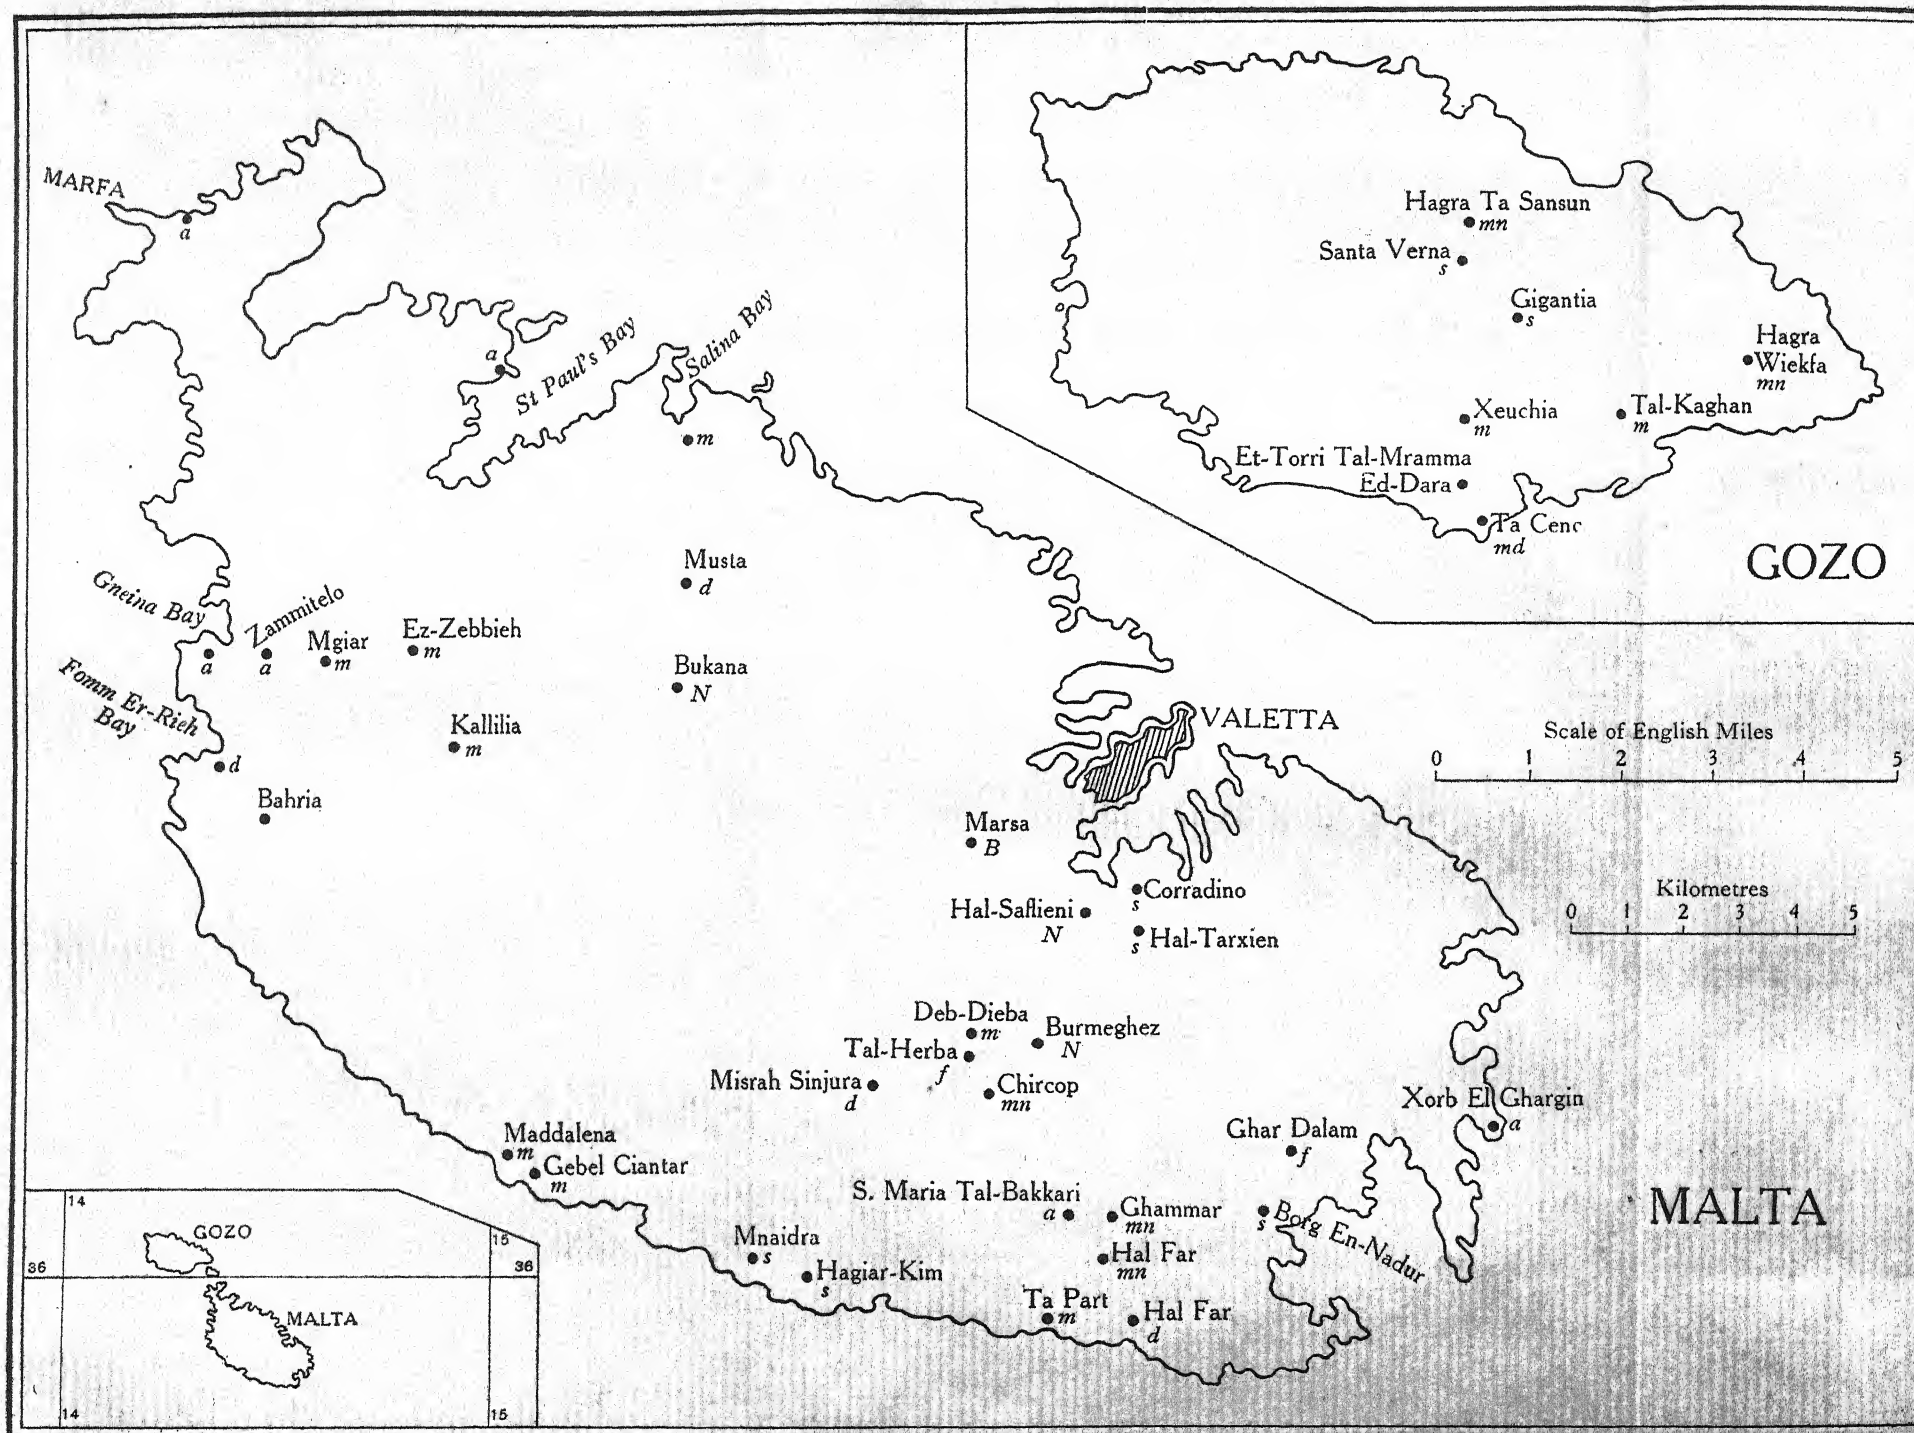 MARFA
a
a
St Paul's Bay
Salina Bay
m
Musta
d
Gneina Bay
a
Zammitelo
a
Mgiar
m
Ez-Zebbieh
m
Bukana
N
Fomm Er-Rieh
Bay
d
Kallilia
m
Bahria
VALETTA
Marsa
B
Corradino
s
Hal-Saflieni
N
Hal-Tarxien
s
Deb-Dieba
m
Burmeghez
N
Tal-Herba
f
Misrah Sinjura
d
Chircop
mn
Xorb El Ghargin
a
Ghar Dalam
f
Maddalena
m
Gebel Ciantar
m
S. Maria Tal-Bakkari
a
Ghammar
mn
Borg En-Nadur
s
Mnaidra
s
Hagiar-Kim
s
Hal Far
mn
Ta Part
m
Hal Far
d
MALTA
Hagra Ta Sansun
mn
Santa Verna
s
Gigantia
s
Hagra
Wiekfa
mn
Xeuchia
m
Tal-Kaghan
m
Et-Torri Tal-Mramma
Ed-Dara
Ta Cenc
md
GOZO
Scale of English Miles
0 1 2 3 4 5
Kilometres
0 1 2 3 4 5
14
15
GOZO
36
36
MALTA
14
15